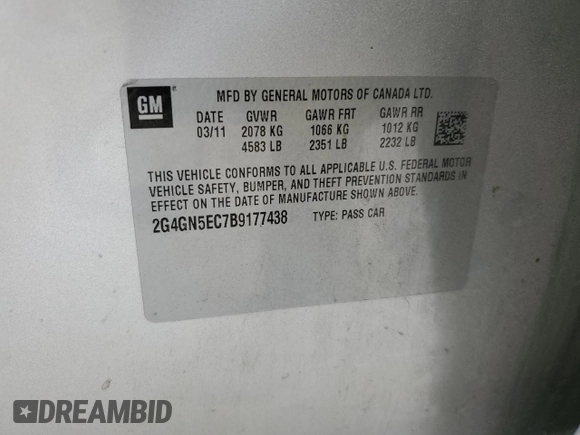 GM
MFD BY GENERAL MOTORS OF CANADA LTD.
DATE GVWR GAWR FRT GAWR RR
03/11 2078 KG 1066 KG 1012 KG
4583 LB 2351 LB 2232 LB
THIS VEHICLE CONFORMS TO ALL APPLICABLE U.S. FEDERAL MOTOR
VEHICLE SAFETY, BUMPER, AND THEFT PREVENTION STANDARDS IN
EFFECT ON THE DATE OF MANUFACTURE SHOWN ABOVE.
2G4GN5EC7B9177438 TYPE: PASS CAR
DREAMBID